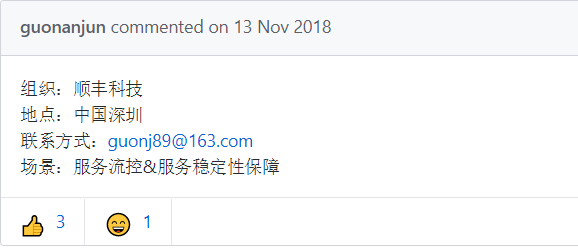 guonanjun commented on 13 Nov 2018
组织：顺丰科技
地点：中国深圳
联系方式：guonj89@163.com
场景：服务流控&服务稳定性保障
3 1